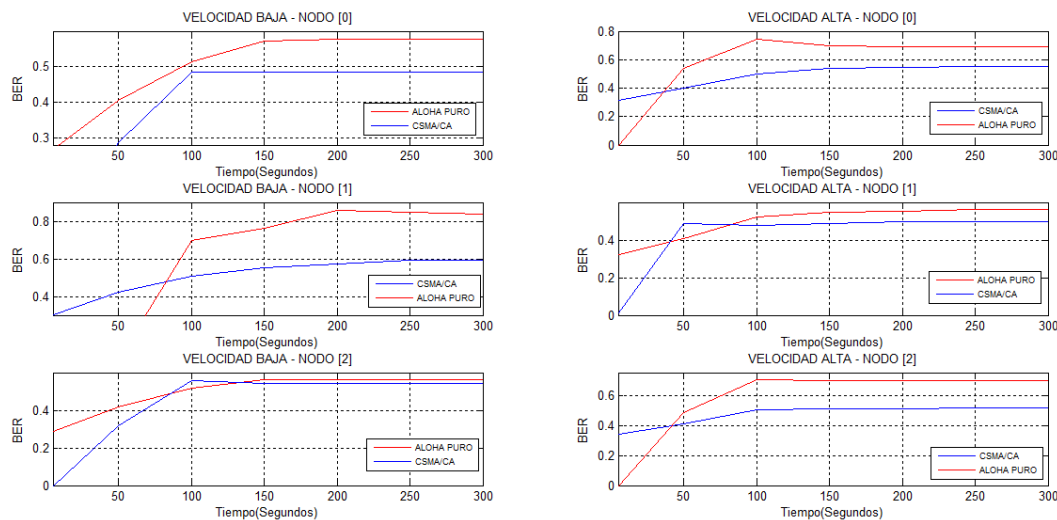 VELOCIDAD BAJA - NODO [0]
BER
0.5
0.4
0.3
ALOHA PURO
CSMA/CA
50 100 150 200 250 300
Tiempo(Segundos)
VELOCIDAD ALTA - NODO [0]
BER
0.8
0.6
0.4
0.2
0
CSMA/CA
ALOHA PURO
50 100 150 200 250 300
Tiempo(Segundos)
VELOCIDAD BAJA - NODO [1]
BER
0.8
0.6
0.4
CSMA/CA
ALOHA PURO
50 100 150 200 250 300
Tiempo(Segundos)
VELOCIDAD ALTA - NODO [1]
BER
0.4
0.2
0
ALOHA PURO
CSMA/CA
50 100 150 200 250 300
Tiempo(Segundos)
VELOCIDAD BAJA - NODO [2]
BER
0.4
0.2
0
ALOHA PURO
CSMA/CA
50 100 150 200 250 300
Tiempo(Segundos)
VELOCIDAD ALTA - NODO [2]
BER
0.6
0.4
0.2
0
CSMA/CA
ALOHA PURO
50 100 150 200 250 300
Tiempo(Segundos)